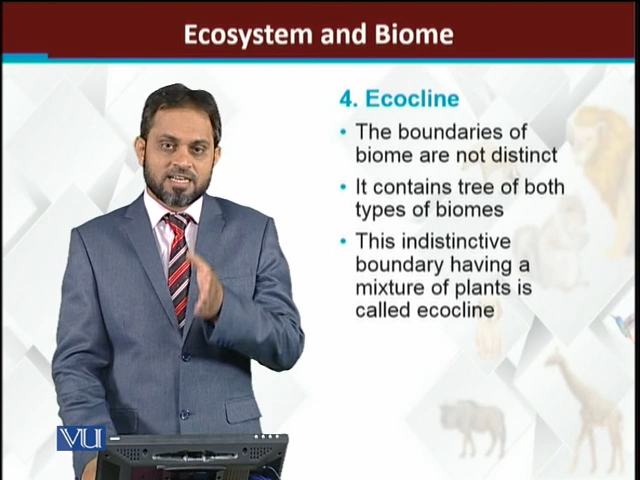 Ecosystem and Biome
4. Ecocline
• The boundaries of
biome are not distinct
• It contains tree of both
types of biomes
• This indistinctive
boundary having a
mixture of plants is
called ecocline
VU